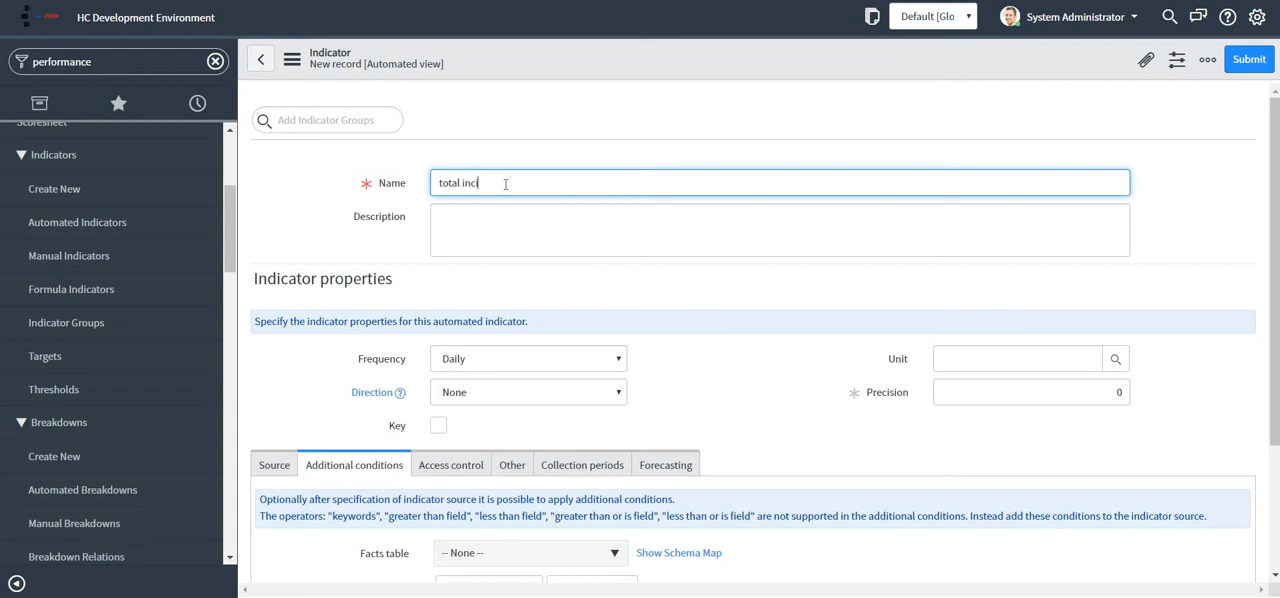 HC Development Environment
Default [Glo
System Administrator
performance
Scoresheet
Indicators
Create New
Automated Indicators
Manual Indicators
Formula Indicators
Indicator Groups
Targets
Thresholds
Breakdowns
Create New
Automated Breakdowns
Manual Breakdowns
Breakdown Relations
Indicator
New record [Automated view]
Submit
Add Indicator Groups
Name
total inci
Description
Indicator properties
Specify the indicator properties for this automated indicator.
Frequency
Daily
Unit
Direction
None
Precision
0
Key
Source
Additional conditions
Access control
Other
Collection periods
Forecasting
Optionally after specification of indicator source it is possible to apply additional conditions.
The operators: "keywords", "greater than field", "less than field", "greater than or is field", "less than or is field" are not supported in the additional conditions. Instead add these conditions to the indicator source.
Facts table
-- None --
Show Schema Map